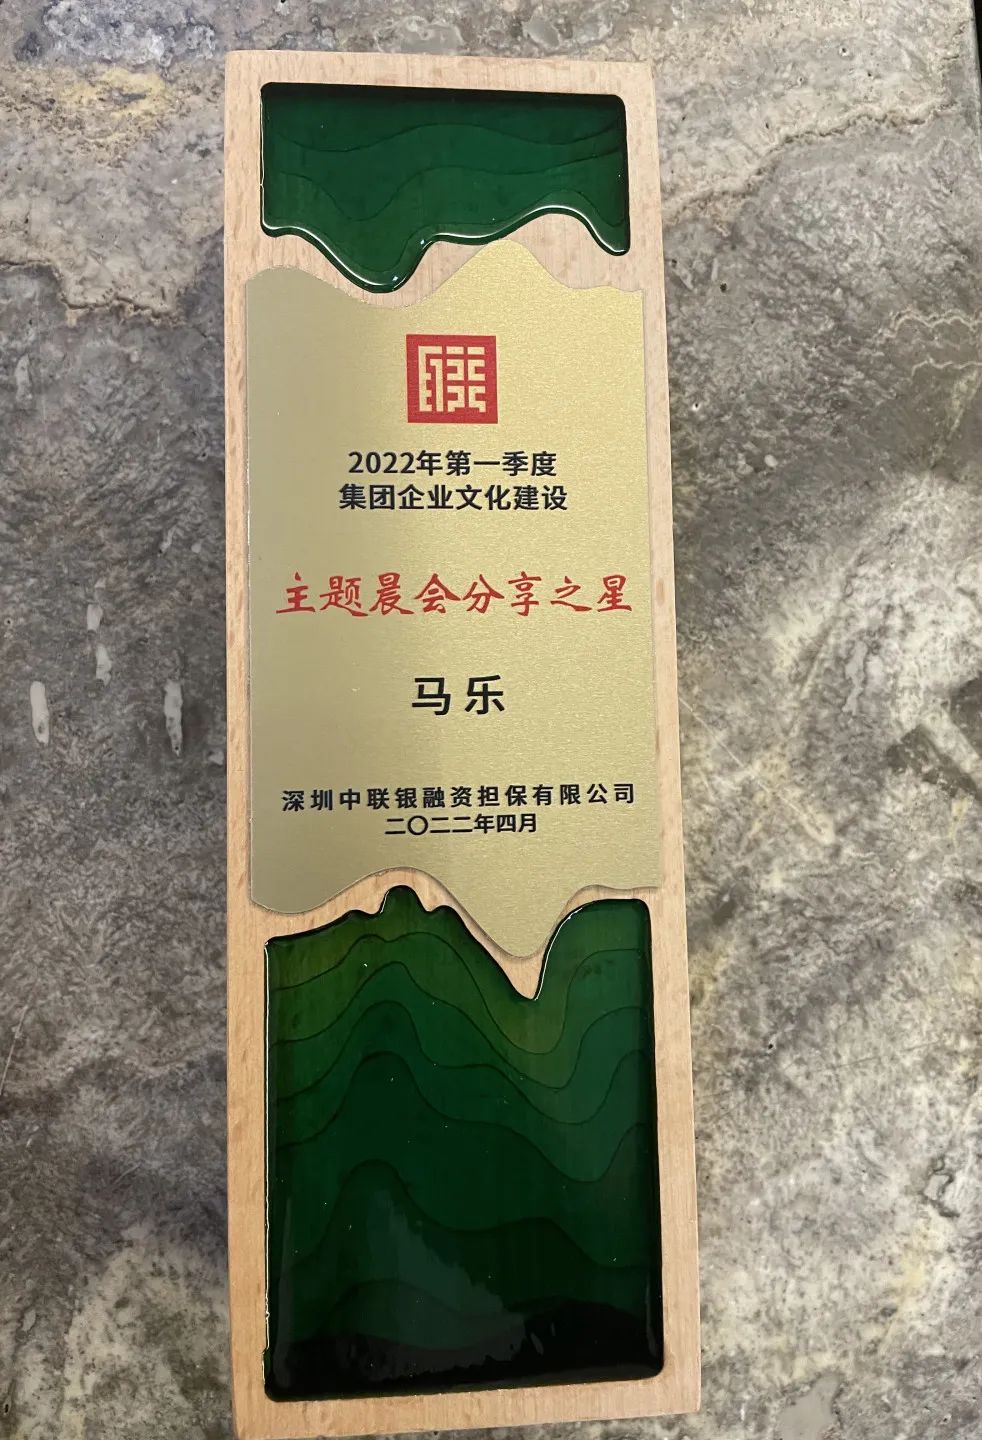 2022年第一季度
集团企业文化建设
主题晨会分享之星
马乐
深圳中联银融资担保有限公司
二〇二二年四月